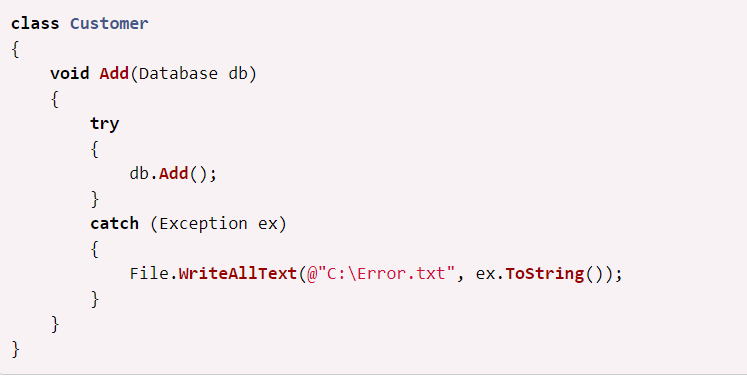 class Customer
{
    void Add(Database db)
    {
        try
        {
            db.Add();
        }
        catch (Exception ex)
        {
            File.WriteAllText(@"C:\Error.txt", ex.ToString());
        }
    }
}